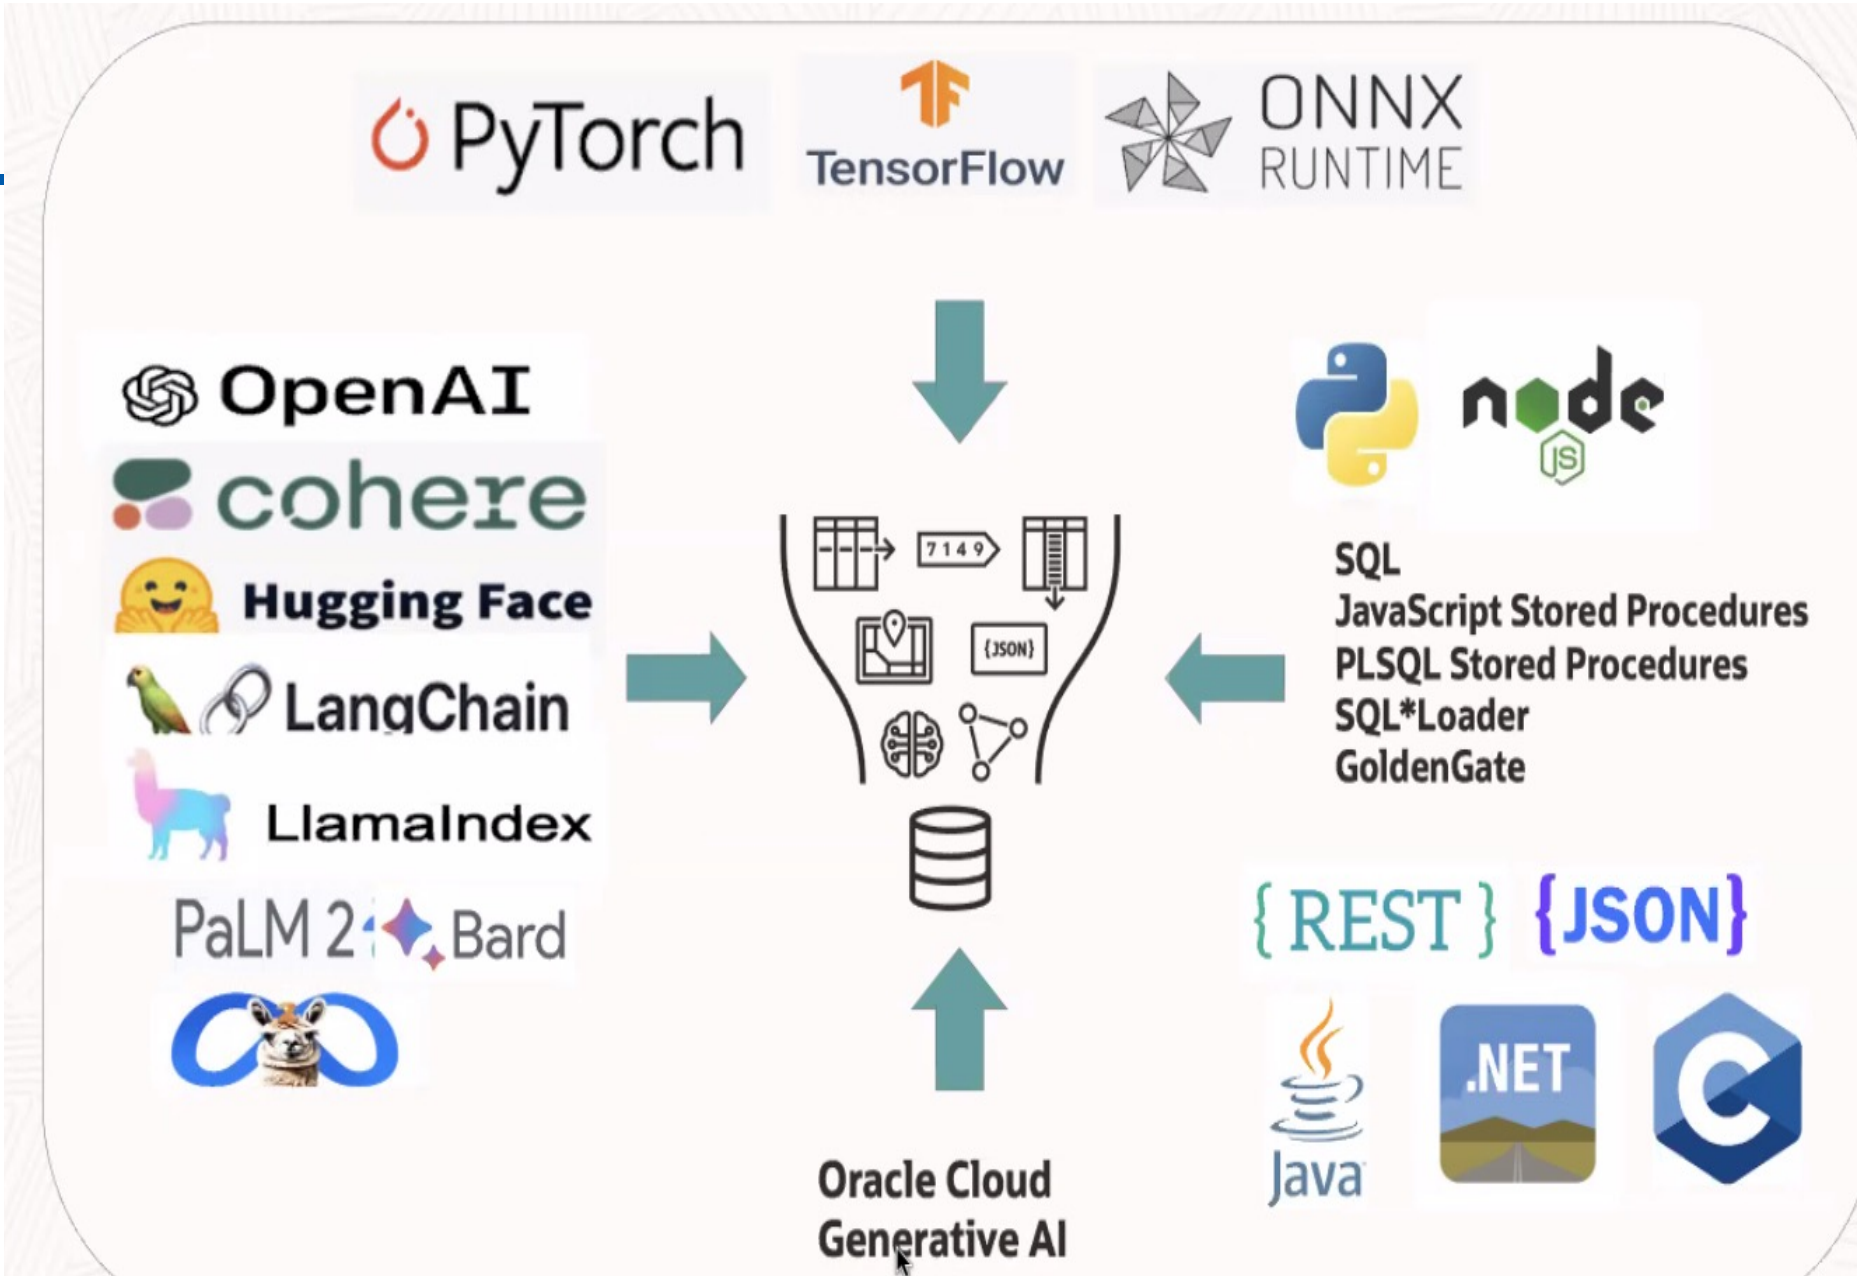 PyTorch
TensorFlow
ONNX
RUNTIME
OpenAI
cohere
Hugging Face
LangChain
LlamaIndex
PaLM 2
Bard
7149
{JSON}
node
JS
SQL
JavaScript Stored Procedures
PLSQL Stored Procedures
SQL*Loader
GoldenGate
{ REST }
{JSON}
Java
.NET
C
Oracle Cloud
Generative AI